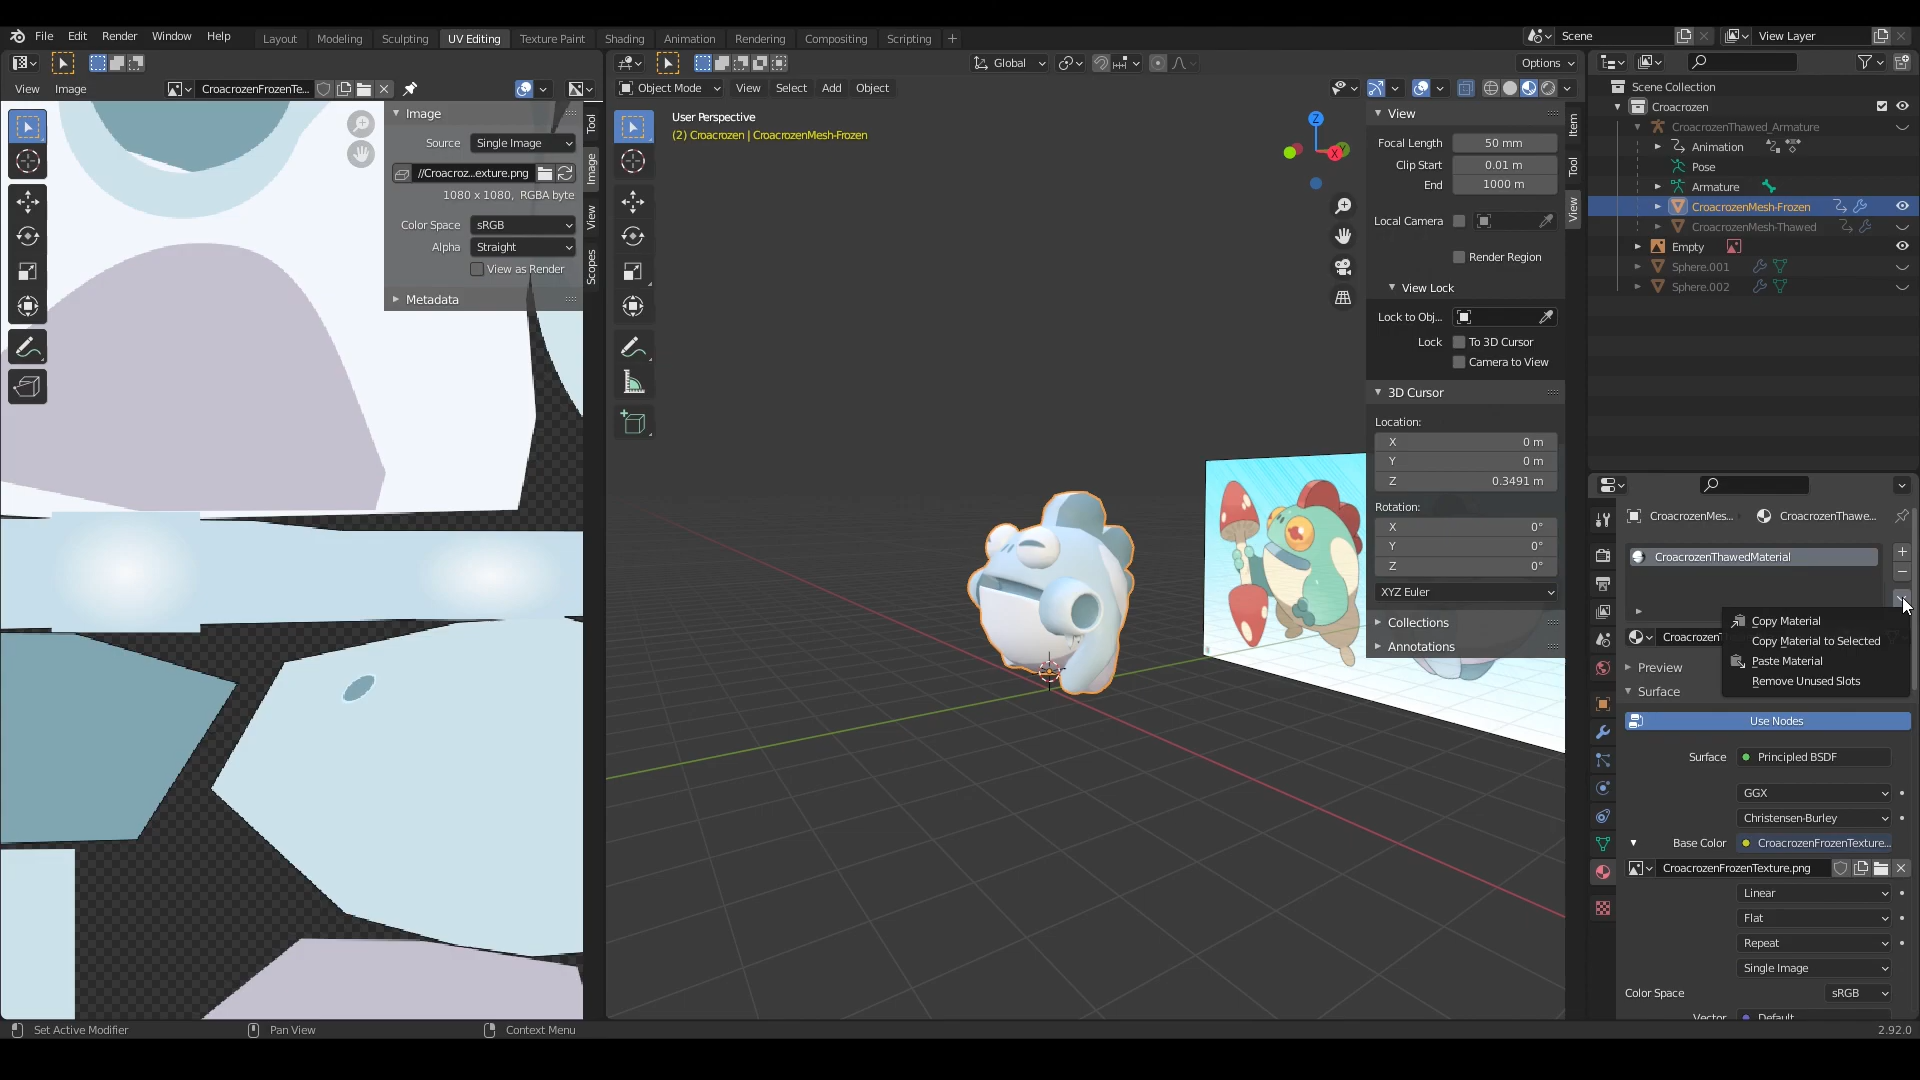 File Edit Render Window Help
Layout Modeling Sculpting UV Editing Texture Paint Shading Animation Rendering Compositing Scripting
Scene
View Layer
Global
Options
View Image
CroacrozenFrozenTe...
Object Mode View Select Add Object
Image
Source Single Image
//Croacroz...exture.png
1080 x 1080, RGBA byte
Color Space sRGB
Alpha Straight
View as Render
Metadata
Tool
Image
View
Scopes
User Perspective
(2) Croacrozen | CroacrozenMesh-Frozen
Z
X
Y
View
Focal Length 50 mm
Clip Start 0.01 m
End 1000 m
Local Camera
Render Region
View Lock
Lock to Obj...
Lock To 3D Cursor
Camera to View
3D Cursor
Location:
X 0 m
Y 0 m
Z 0.3491 m
Rotation:
X 0°
Y 0°
Z 0°
XYZ Euler
Collections
Annotations
Item
Tool
View
Scene Collection
Croacrozen
CroacrozenThawed_Armature
Animation
Pose
Armature
CroacrozenMesh-Frozen
CroacrozenMesh-Thawed
Empty
Sphere.001
Sphere.002
CroacrozenMes... CroacrozenThawe...
CroacrozenThawedMaterial
Copy Material
Copy Material to Selected
Paste Material
Remove Unused Slots
Preview
Surface
Use Nodes
Surface Principled BSDF
GGX
Christensen-Burley
Base Color CroacrozenFrozenTexture...
CroacrozenFrozenTexture.png
Linear
Flat
Repeat
Single Image
Color Space sRGB
Vector Default
Set Active Modifier Pan View Context Menu
2.92.0